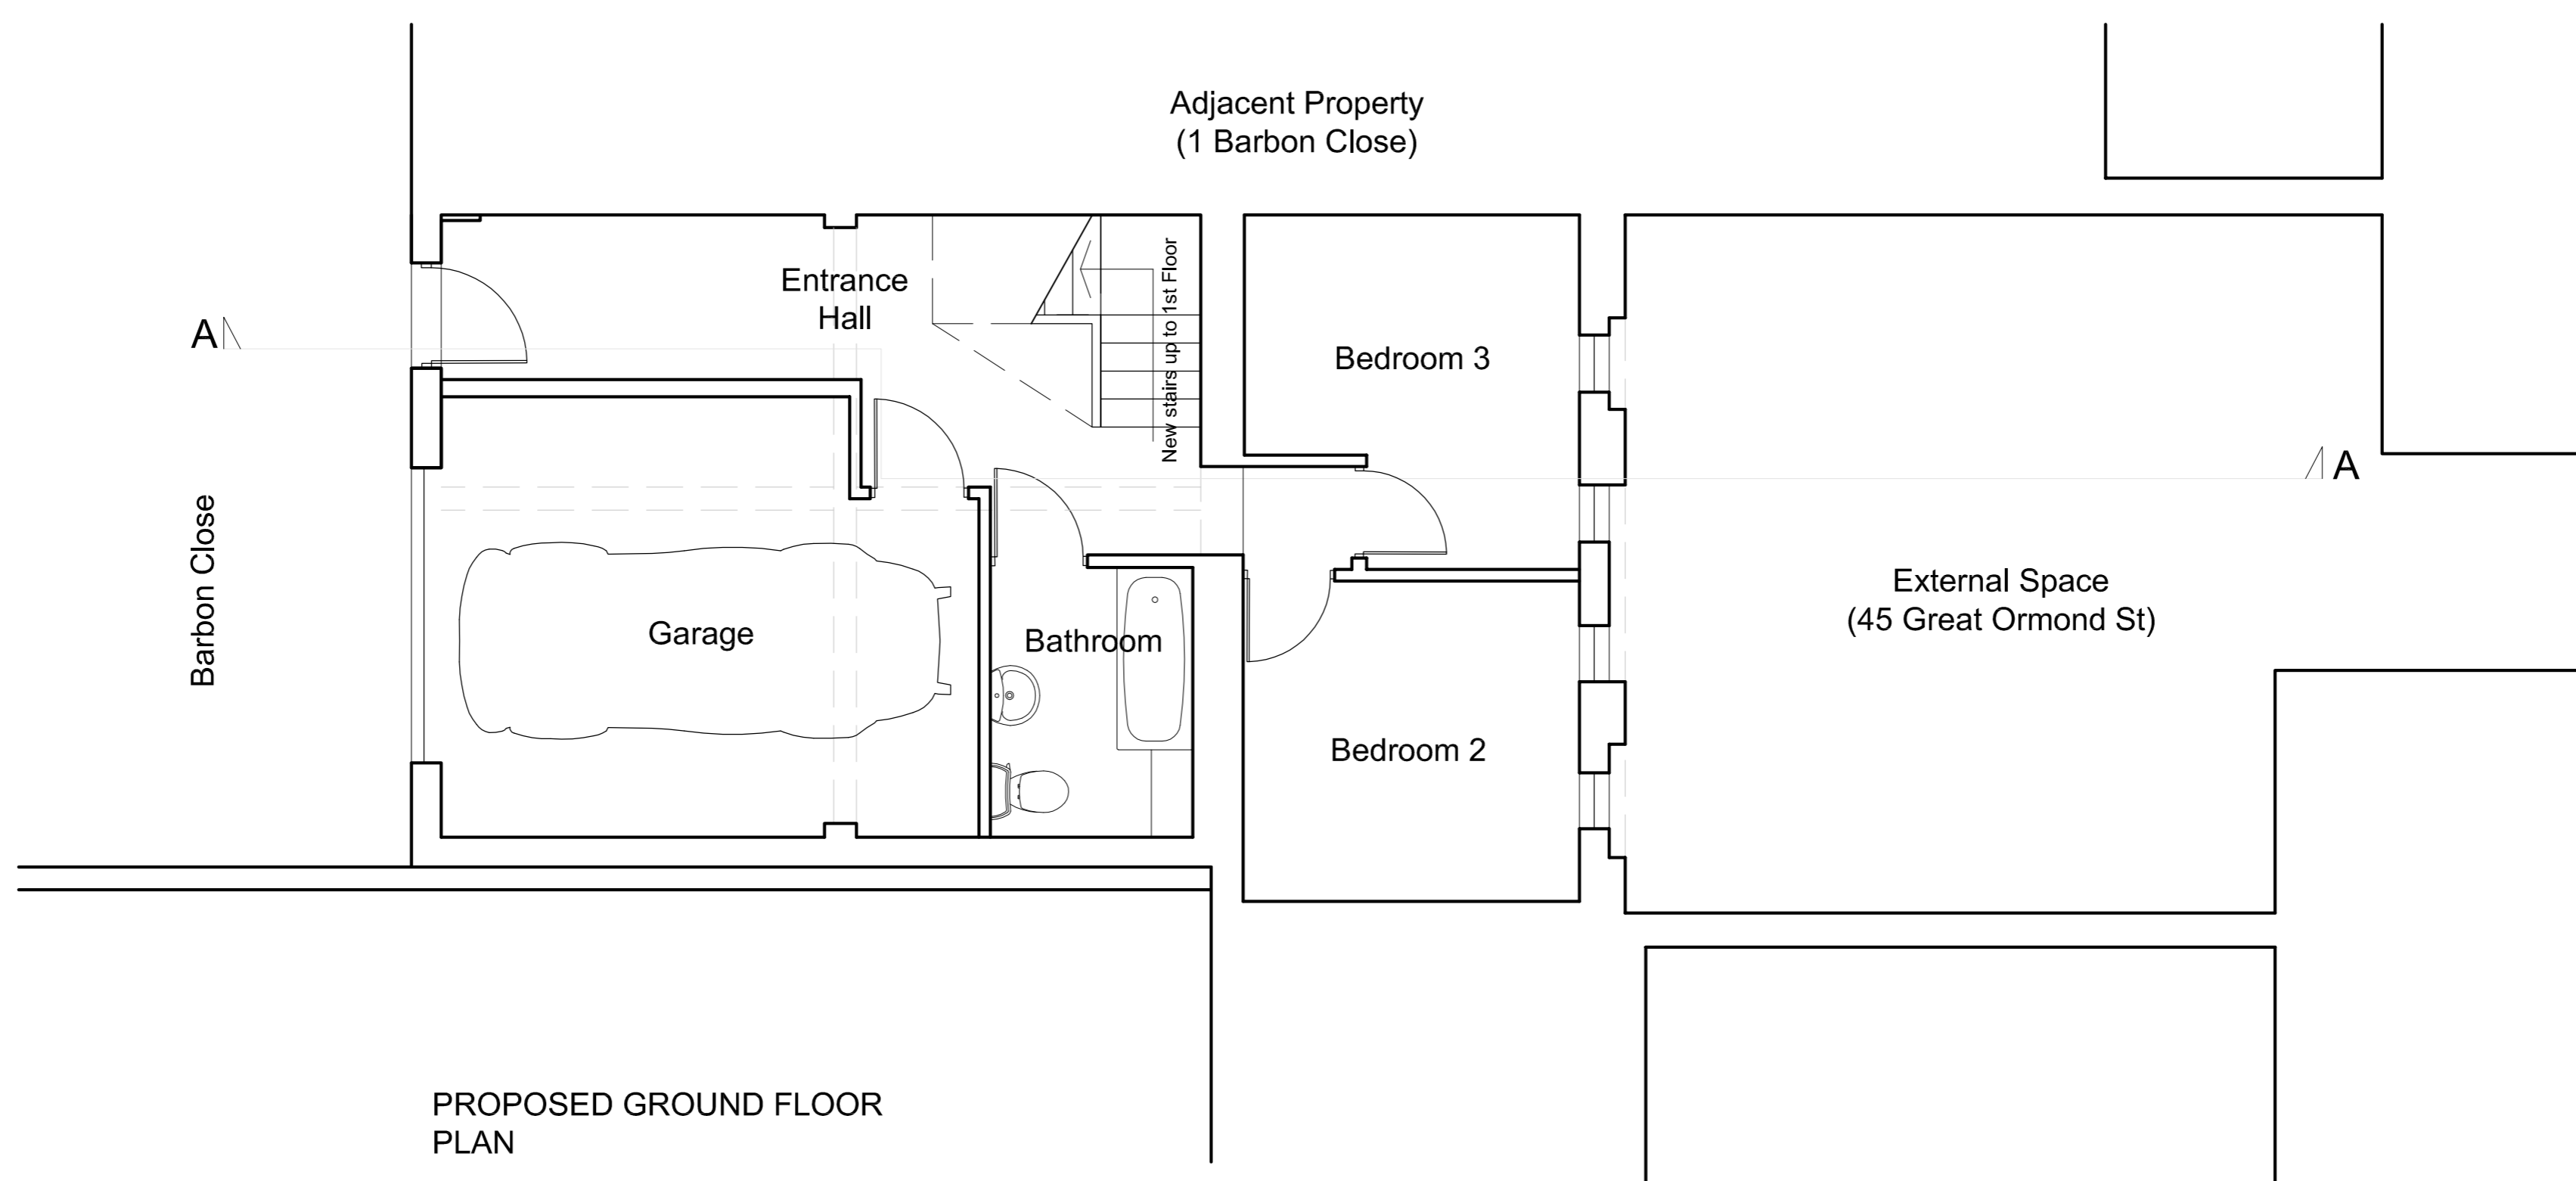 Adjacent Property
(1 Barbon Close)
Entrance
Hall
New stairs up to 1st Floor
Bedroom 3
A
A
Barbon Close
External Space
(45 Great Ormond St)
Garage
Bathroom
Bedroom 2
PROPOSED GROUND FLOOR
PLAN